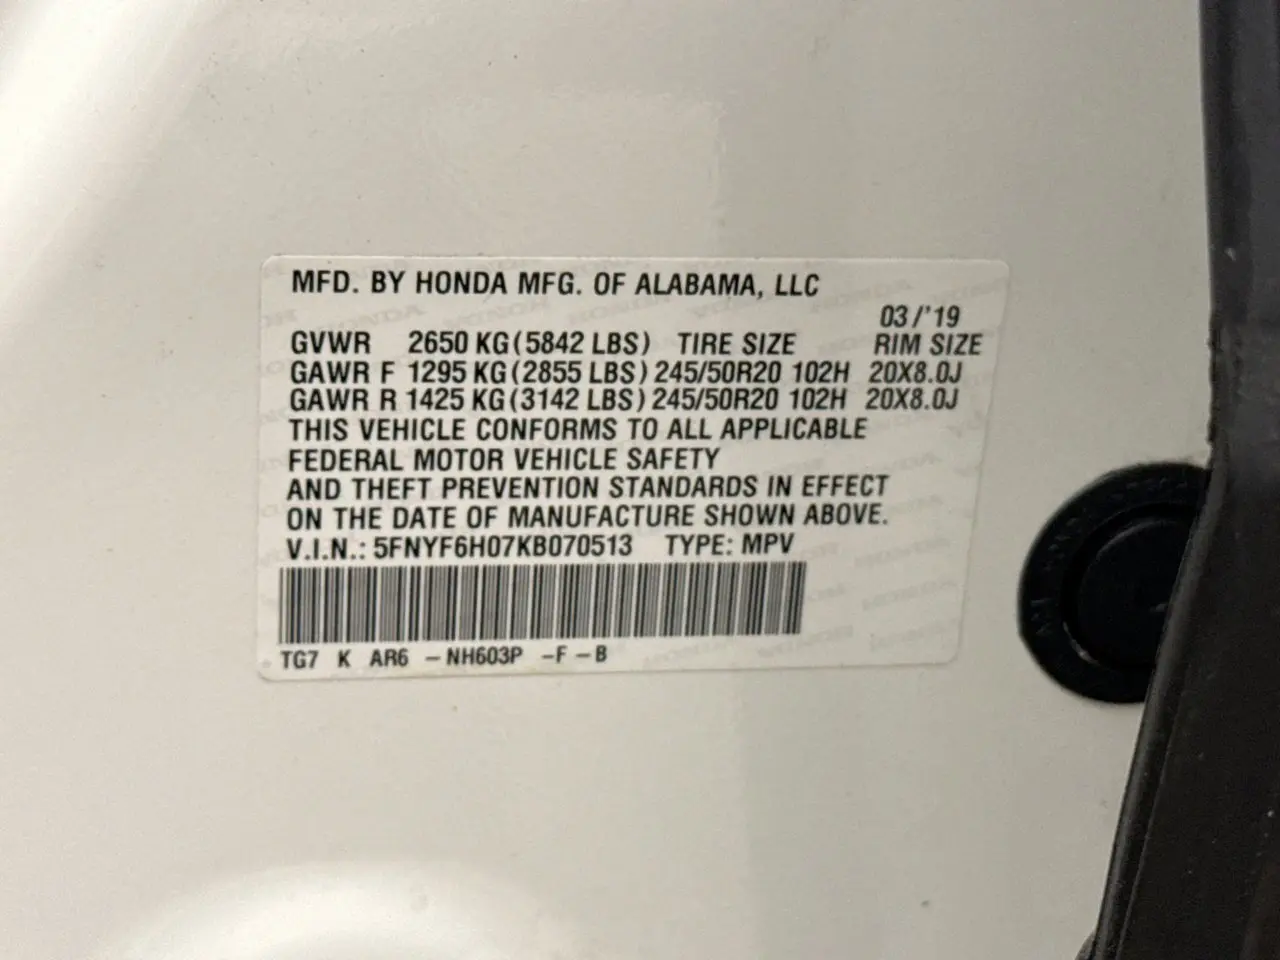 MFD. BY HONDA MFG. OF ALABAMA, LLC
03/'19
GVWR 2650 KG(5842 LBS) TIRE SIZE RIM SIZE
GAWR F 1295 KG(2855 LBS) 245/50R20 102H 20X8.0J
GAWR R 1425 KG(3142 LBS) 245/50R20 102H 20X8.0J
THIS VEHICLE CONFORMS TO ALL APPLICABLE
FEDERAL MOTOR VEHICLE SAFETY
AND THEFT PREVENTION STANDARDS IN EFFECT
ON THE DATE OF MANUFACTURE SHOWN ABOVE.
V.I.N.: 5FNYF6H07KB070513 TYPE: MPV
TG7 K AR6 -NH603P -F -B